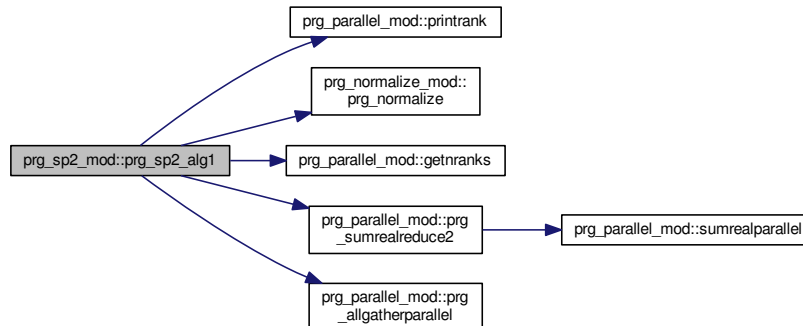 prg_parallel_mod::printrank
prg_normalize_mod::
prg_normalize
prg_sp2_mod::prg_sp2_alg1
prg_parallel_mod::getnranks
prg_parallel_mod::prg
_sumrealreduce2
prg_parallel_mod::sumrealparallel
prg_parallel_mod::prg
_allgatherparallel